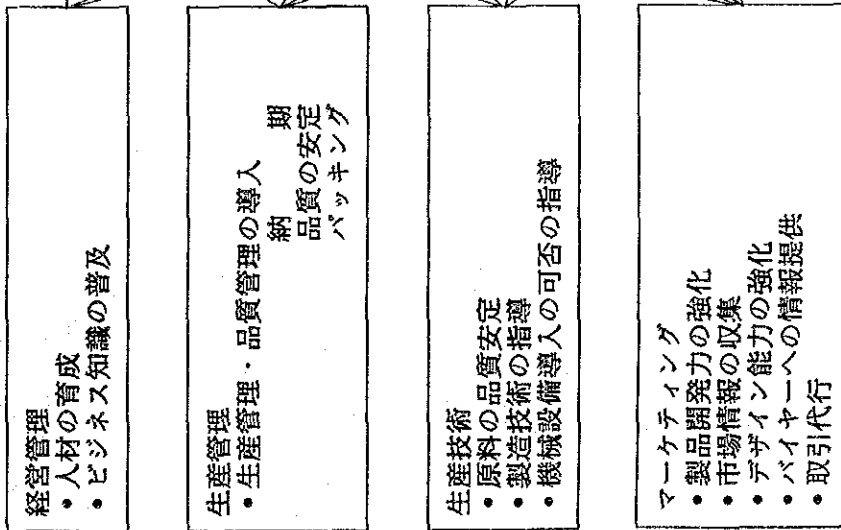 経営管理
・人材の育成
・ビジネス知識の普及
生産管理
・生産管理・品質管理の導入
納　　期
品質の安定
パッキング
生産技術
・原料の品質安定
・製造技術の指導
・機械設備導入の可否の指導
マーケティング
・製品開発力の強化
・市場情報の収集
・デザイン能力の強化
・バイヤーへの情報提供
・取引代行